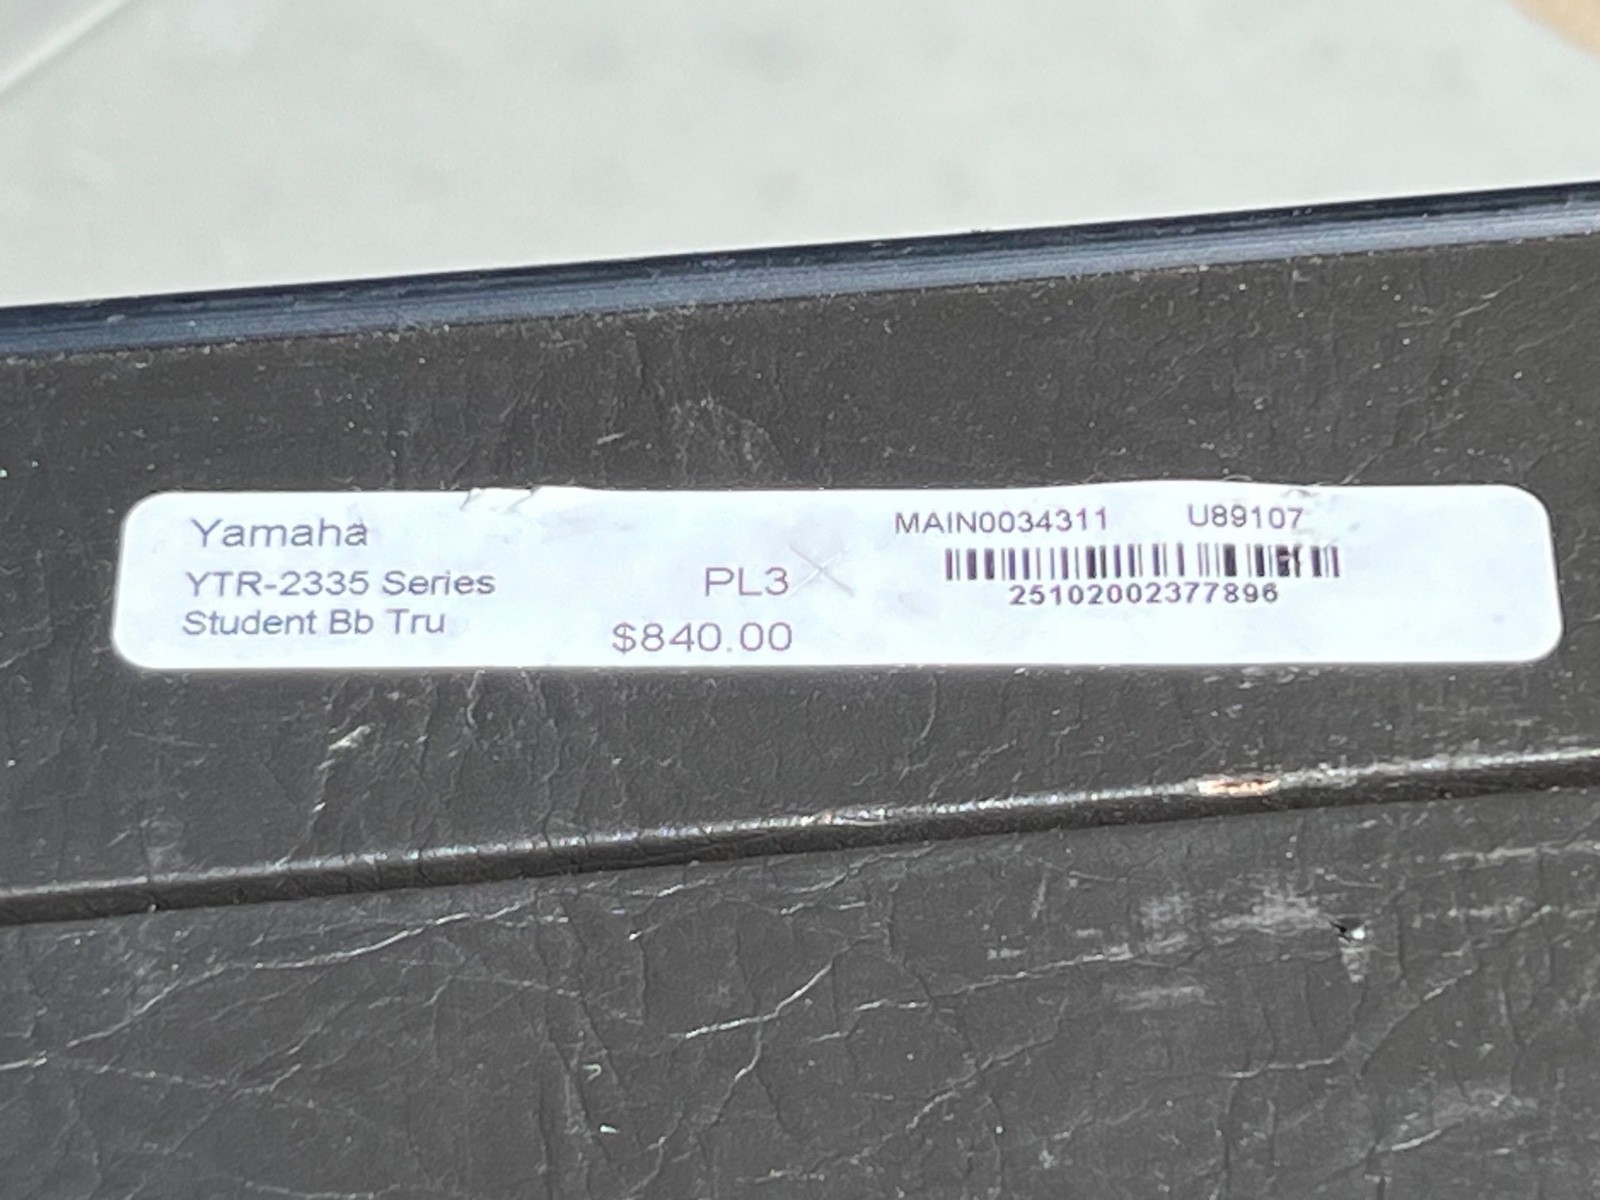 Yamaha
YTR-2335 Series
Student Bb Tru
PL3
$840.00
MAIN0034311 U89107
25102002377896